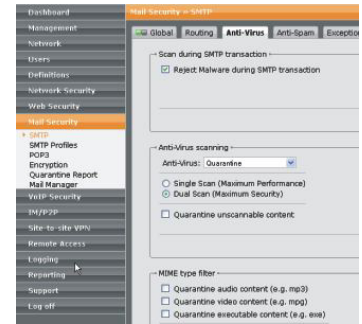 Dashboard
Management
Network
Users
Definitions
Network Security
Web Security
Mail Security
SMTP
SMTP Profiles
POP3
Encryption
Quarantine Report
Mail Manager
VoIP Security
IM/P2P
Site-to-site VPN
Remote Access
Logging
Reporting
Support
Log off
Mail Security » SMTP
Global Routing Anti-Virus Anti-Spam Exception
Scan during SMTP transaction
Reject Malware during SMTP transaction
Anti-Virus scanning
Anti-Virus: Quarantine
Single Scan (Maximum Performance)
Dual Scan (Maximum Security)
Quarantine unscannable content
MIME type filter
Quarantine audio content (e.g. mp3)
Quarantine video content (e.g. mpg)
Quarantine executable content (e.g. exe)